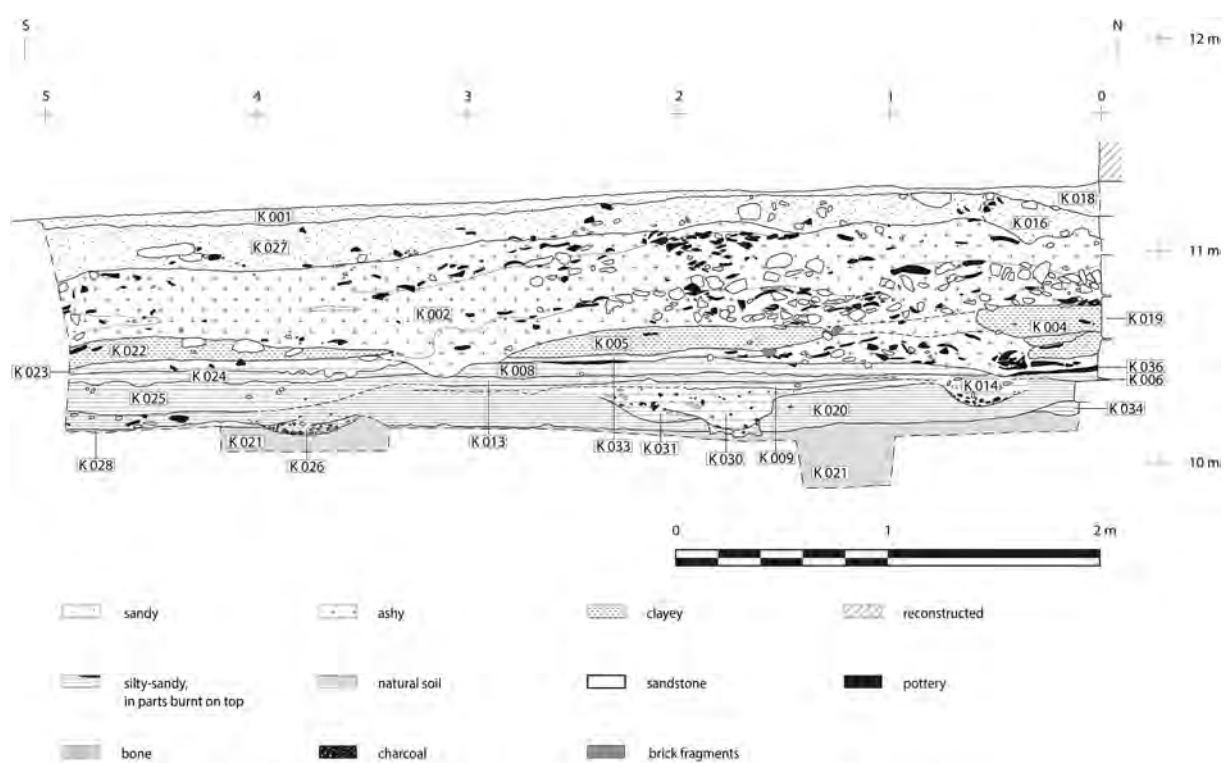 S N
12 m
5 4 3 2 1 0
K 001
K 018
K 016
K 027
11 m
K 002
K 019
K 004
K 005
K 022
K 036
K 023
K 008
K 006
K 024
K 014
K 025
K 020
K 034
K 021
K 013
K 033
K 031
K 009
K 028
K 026
K 030
K 021
10 m
0 1 2 m
sandy ashy clayey reconstructed
silty-sandy, natural soil sandstone pottery
in parts burnt on top
bone charcoal brick fragments